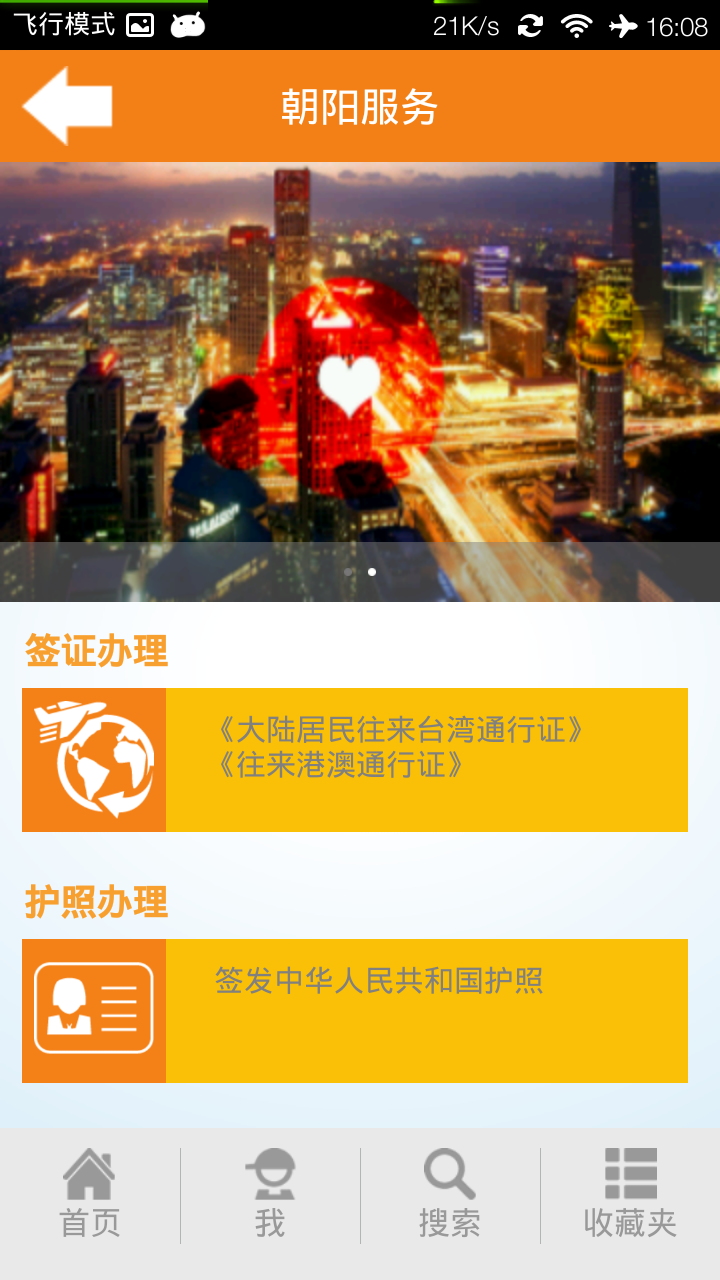 飞行模式 21K/s 16:08
朝阳服务
签证办理
《大陆居民往来台湾通行证》
《往来港澳通行证》
护照办理
签发中华人民共和国护照
首页 我 搜索 收藏夹